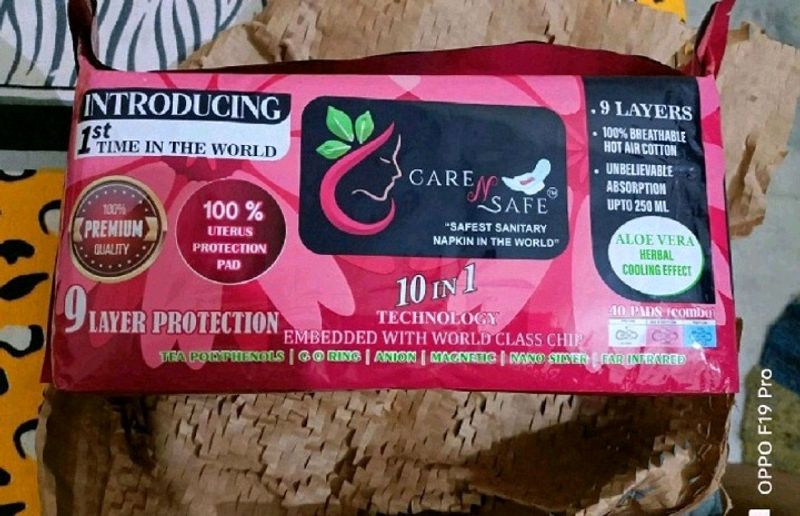 INTRODUCING
1st TIME IN THE WORLD
100%
PREMIUM
QUALITY
100 %
UTERUS
PROTECTION
PAD
9 LAYER PROTECTION
CARE N SAFE™
"SAFEST SANITARY
NAPKIN IN THE WORLD"
10 IN 1
TECHNOLOGY
EMBEDDED WITH WORLD CLASS CHIP
TEA POLYPHENOLS | G O RING | ANION | MAGNETIC | NANO SILVER | FAR INFRARED
. 9 LAYERS
• 100% BREATHABLE
HOT AIR COTTON
• UNBELIEVABLE
ABSORPTION
UPTO 250 ML
ALOE VERA
HERBAL
COOLING EFFECT
40 PADS (combo)
OPPO F19 Pro